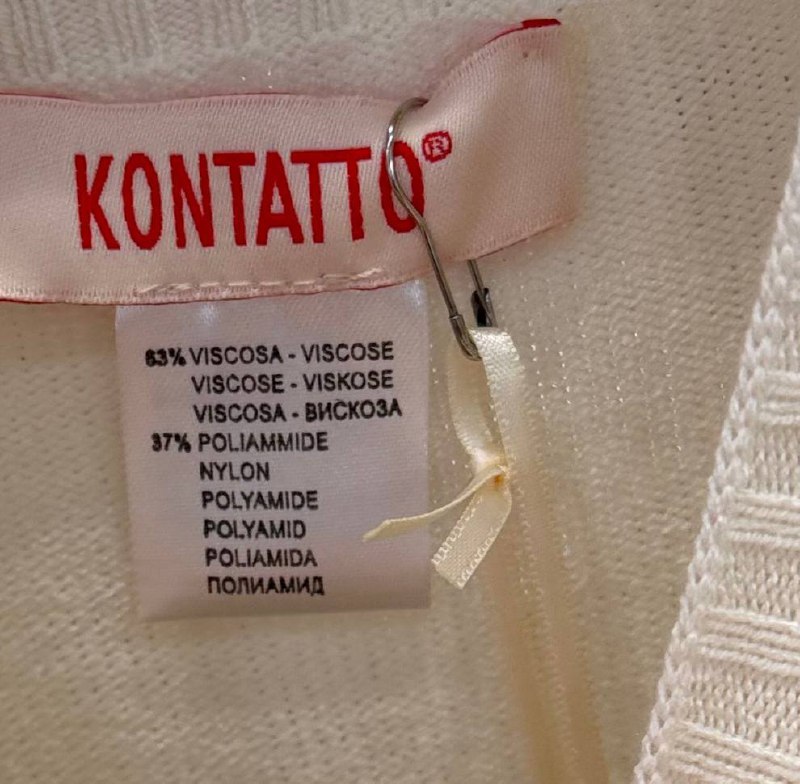 KONTATTO®
63% VISCOSA - VISCOSE
VISCOSE - VISKOSE
VISCOSA - ВИСКОЗА
37% POLIAMMIDE
NYLON
POLYAMIDE
POLYAMID
POLIAMIDA
ПОЛИАМИД